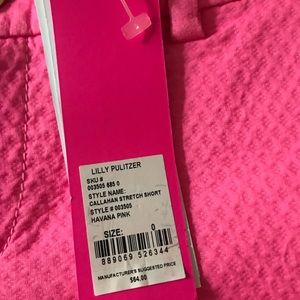 LILLY PULITZER
SKU #
003505 685 0
STYLE NAME:
CALLAHAN STRETCH SHORT
STYLE # 003505
HAVANA PINK
SIZE: 0
889069 526344
MANUFACTURER'S SUGGESTED PRICE
$64.00